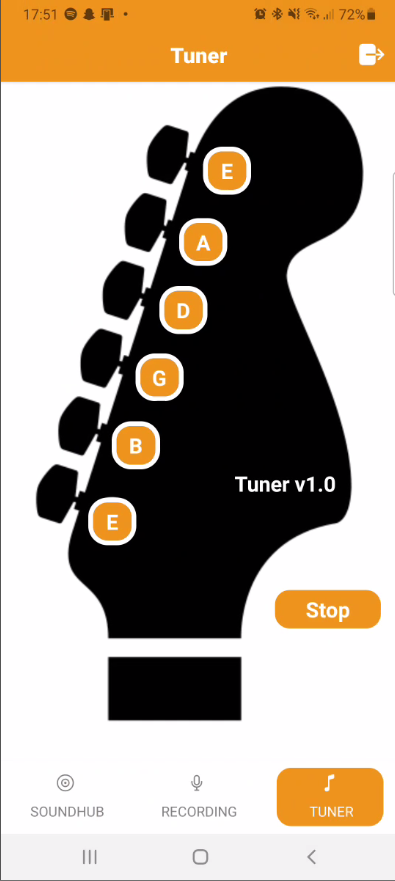 17:51
72%
Tuner
E
A
D
G
B
Tuner v1.0
E
Stop
SOUNDHUB
RECORDING
TUNER